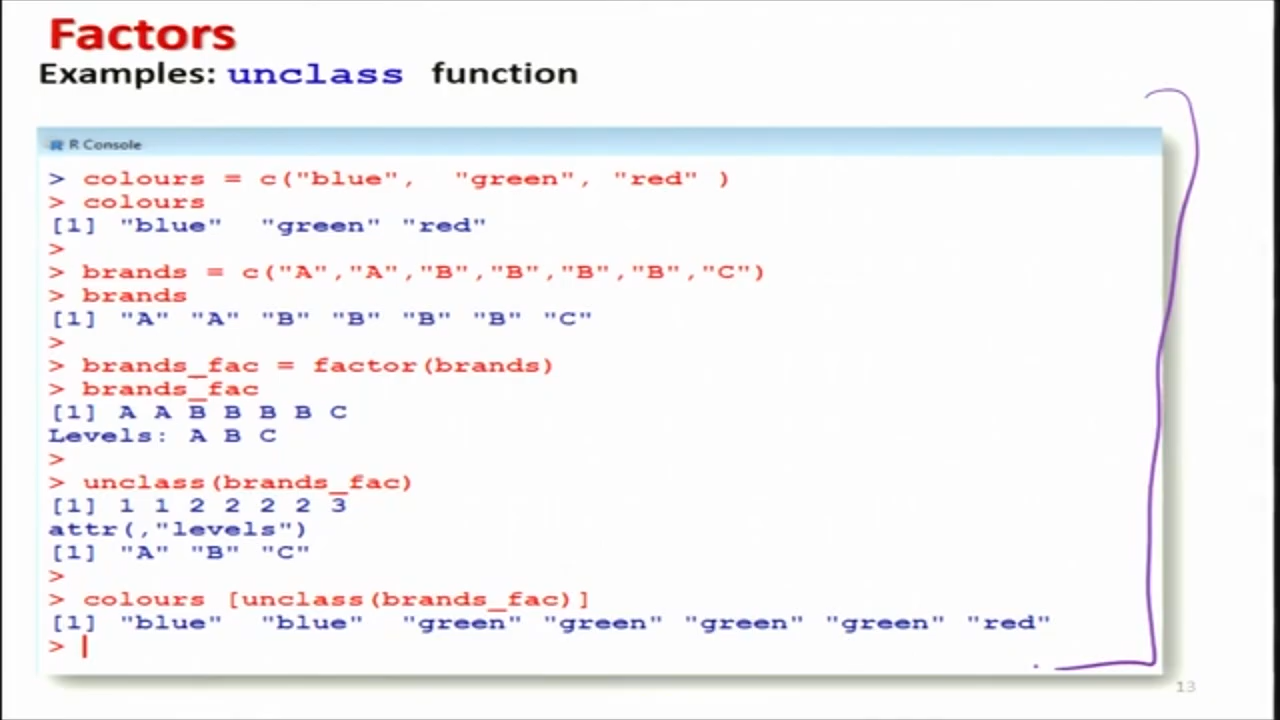 Factors
Examples: unclass function
R Console
> colours = c("blue", "green", "red" )
> colours
[1] "blue" "green" "red"
>
> brands = c("A","A","B","B","B","B","C")
> brands
[1] "A" "A" "B" "B" "B" "B" "C"
>
> brands_fac = factor(brands)
> brands_fac
[1] A A B B B B C
Levels: A B C
>
> unclass(brands_fac)
[1] 1 1 2 2 2 2 3
attr(,"levels")
[1] "A" "B" "C"
>
> colours [unclass(brands_fac)]
[1] "blue" "blue" "green" "green" "green" "green" "red"
>
13